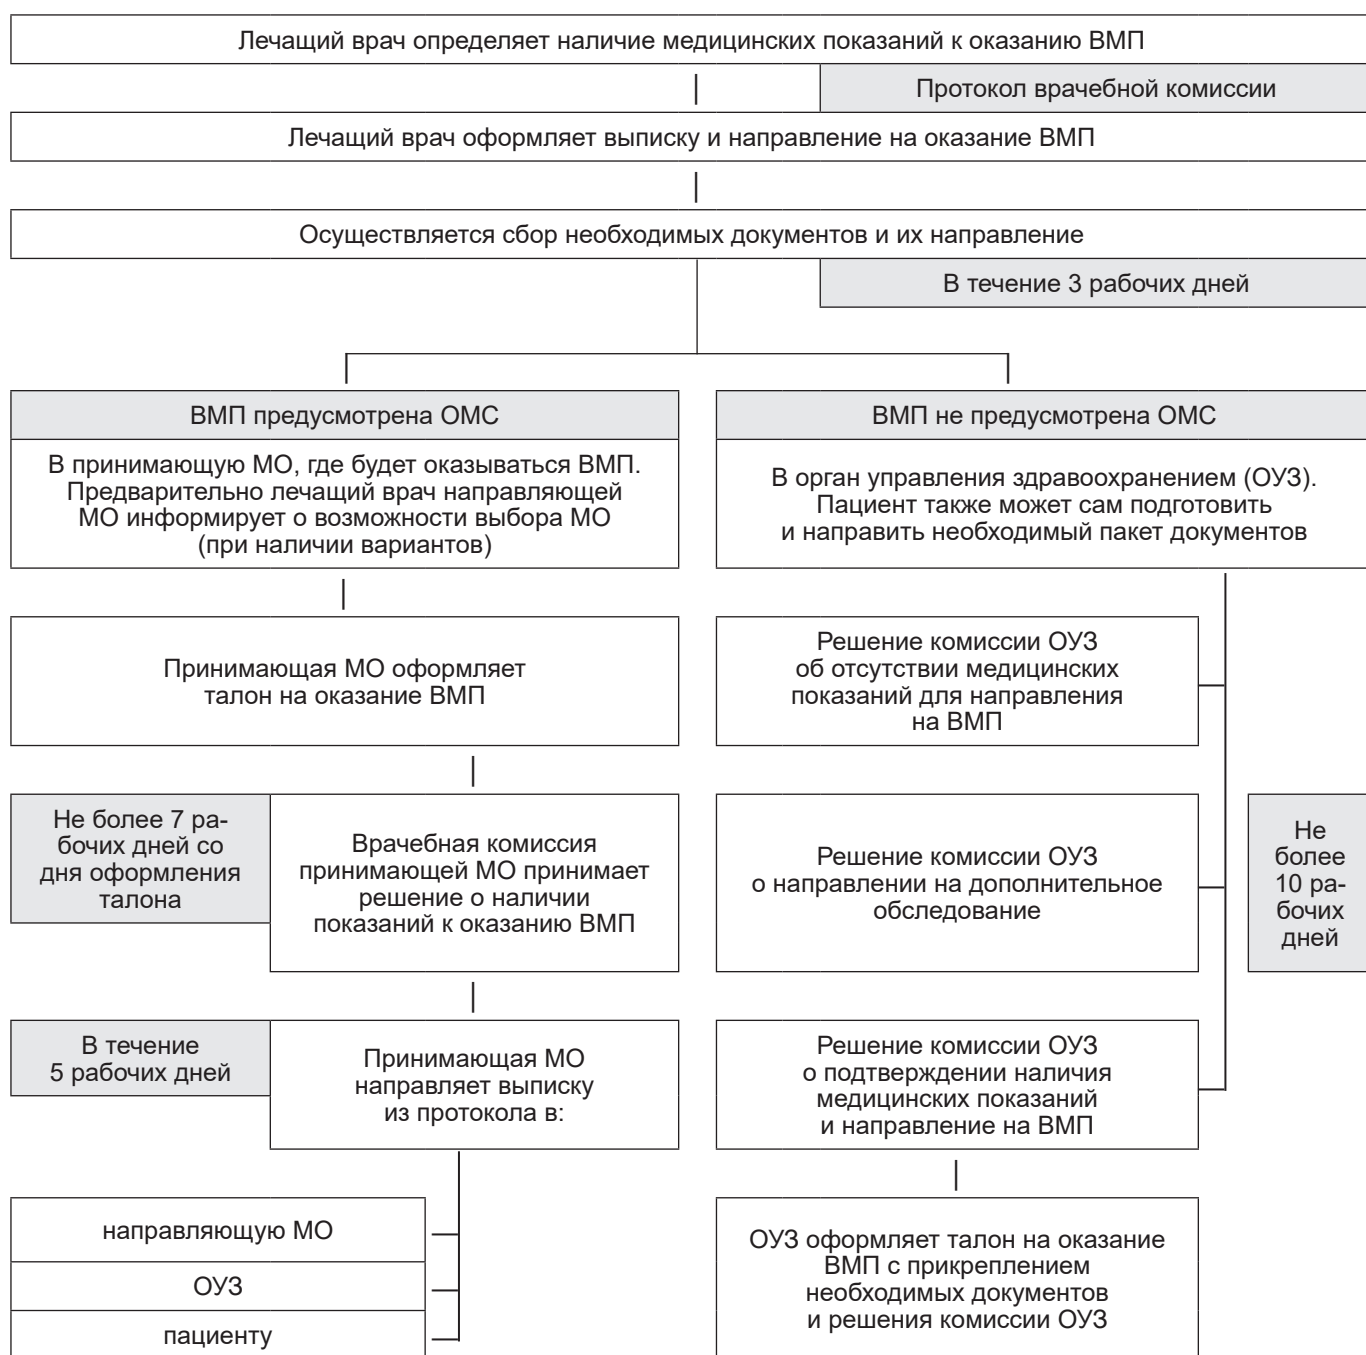 Лечащий врач определяет наличие медицинских показаний к оказанию ВМП
Протокол врачебной комиссии
Лечащий врач оформляет выписку и направление на оказание ВМП
Осуществляется сбор необходимых документов и их направление
В течение 3 рабочих дней
ВМП предусмотрена ОМС
В принимающую МО, где будет оказываться ВМП.
Предварительно лечащий врач направляющей
МО информирует о возможности выбора МО
(при наличии вариантов)
Принимающая МО оформляет
талон на оказание ВМП
Не более 7 ра-
бочих дней со
дня оформления
талона
Врачебная комиссия
принимающей МО принимает
решение о наличии
показаний к оказанию ВМП
В течение
5 рабочих дней
Принимающая МО
направляет выписку
из протокола в:
направляющую МО
ОУЗ
пациенту
ВМП не предусмотрена ОМС
В орган управления здравоохранением (ОУЗ).
Пациент также может сам подготовить
и направить необходимый пакет документов
Решение комиссии ОУЗ
об отсутствии медицинских
показаний для направления
на ВМП
Решение комиссии ОУЗ
о направлении на дополнительное
обследование
Не
более
10 ра-
бочих
дней
Решение комиссии ОУЗ
о подтверждении наличия
медицинских показаний
и направление на ВМП
ОУЗ оформляет талон на оказание
ВМП с прикреплением
необходимых документов
и решения комиссии ОУЗ